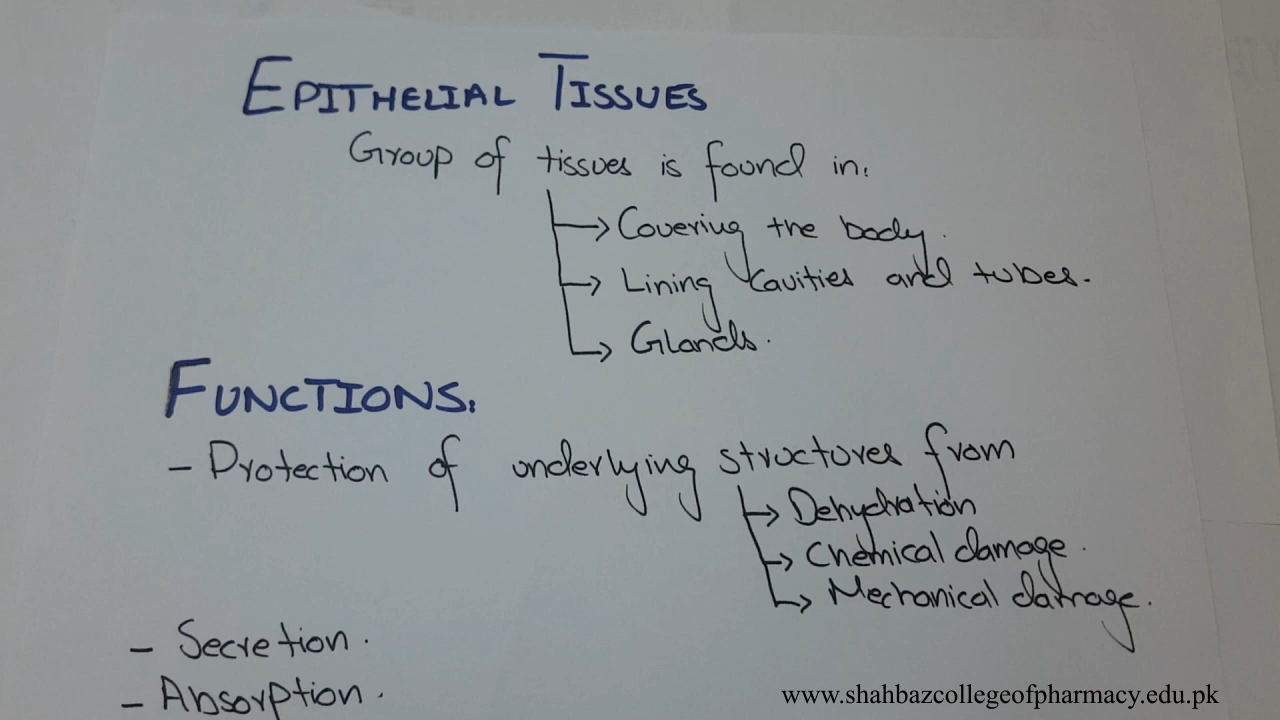 EPITHELIAL TISSUES
Group of tissues is found in:
→ Covering the body.
→ Lining cavities and tubes.
→ Glands.
FUNCTIONS:
- Protection of underlying structures from
→ Dehydration
→ Chemical damage.
→ Mechanical damage.
- Secretion.
- Absorption.
www.shahbazcollegeofpharmacy.edu.pk